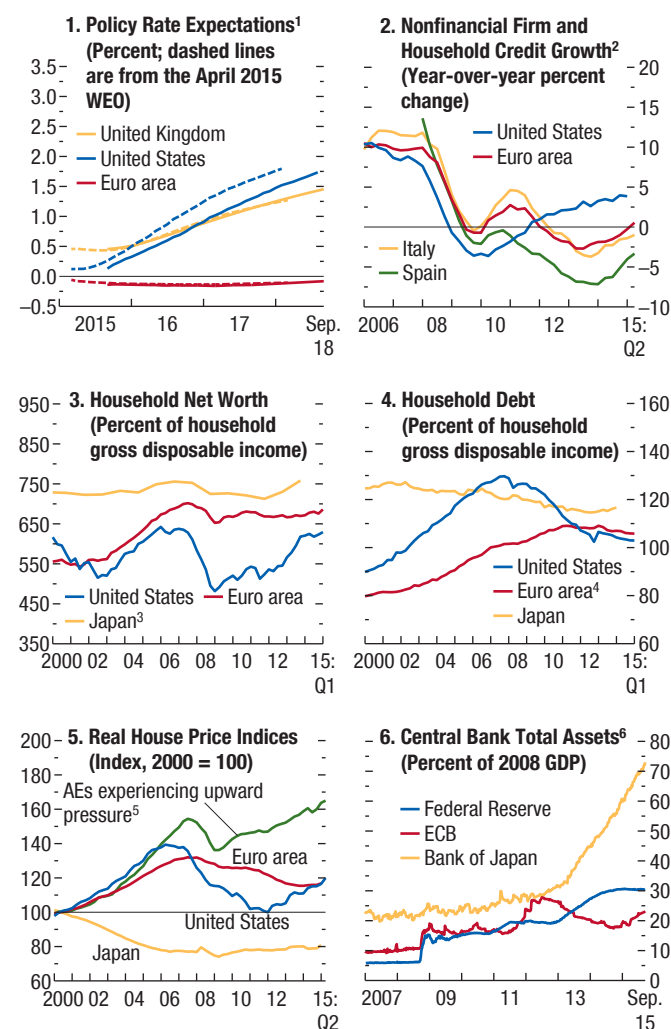 1. Policy Rate Expectations¹
(Percent; dashed lines
are from the April 2015
WEO)
3.5
3.0
2.5
2.0
1.5
1.0
0.5
0.0
–0.5
United Kingdom
United States
Euro area
2015 16 17 Sep.
18
2. Nonfinancial Firm and
Household Credit Growth²
(Year-over-year percent
change)
20
15
10
5
0
–5
–10
United States
Euro area
Italy
Spain
2006 08 10 12 15:
Q2
3. Household Net Worth
(Percent of household
gross disposable income)
950
850
750
650
550
450
350
United States Euro area
Japan³
2000 02 04 06 08 10 12 15:
Q1
4. Household Debt
(Percent of household
gross disposable income)
160
140
120
100
80
60
United States
Euro area⁴
Japan
2000 02 04 06 08 10 12 15:
Q1
5. Real House Price Indices
(Index, 2000 = 100)
200
180
160
140
120
100
80
60
AEs experiencing upward
pressure⁵
Euro area
United States
Japan
2000 02 04 06 08 10 12 15:
Q2
6. Central Bank Total Assets⁶
(Percent of 2008 GDP)
80
70
60
50
40
30
20
10
0
Federal Reserve
ECB
Bank of Japan
2007 09 11 13 Sep.
15